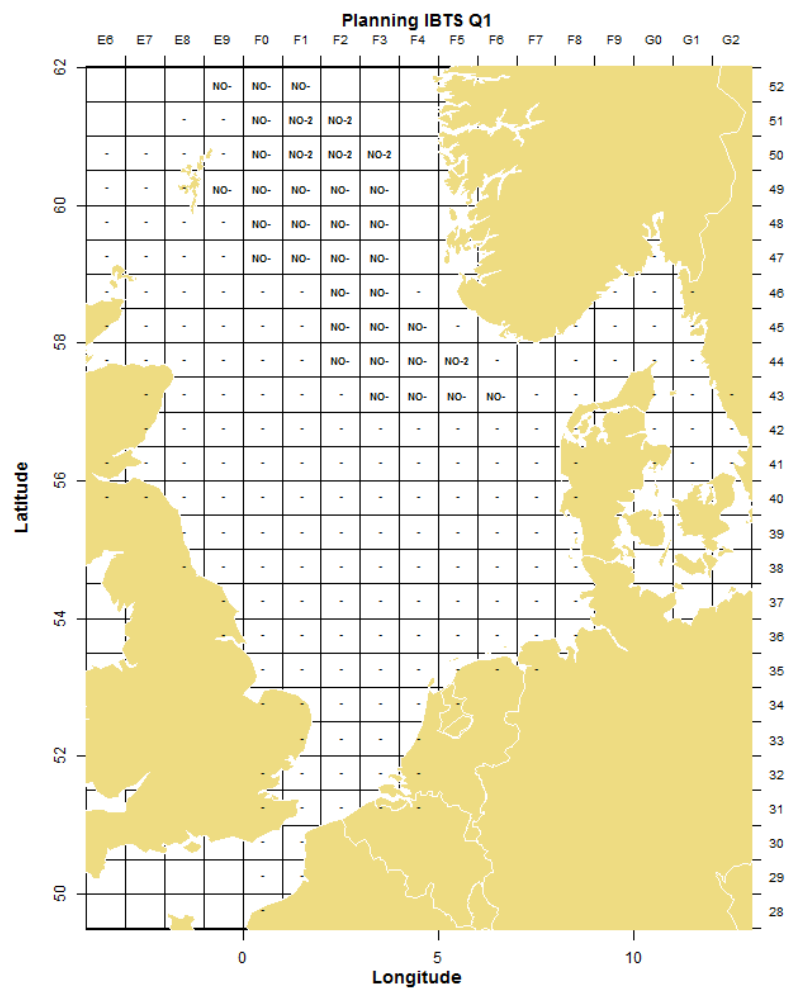 Planning IBTS Q1
E6 E7 E8 E9 F0 F1 F2 F3 F4 F5 F6 F7 F8 F9 G0 G1 G2
62
NO- NO- NO- 52
- - NO- NO-2 NO-2 51
- - - - NO- NO-2 NO-2 NO-2 50
- NO- NO- NO- NO- NO- 49
60
- - - - NO- NO- NO- NO- 48
- - - - NO- NO- NO- NO- - 47
- - - - - - NO- NO- - - - - 46
- - - - - - NO- NO- NO- - - - - - 45
58
- - - - - NO- NO- NO- NO-2 - - - - - 44
- - - - - - NO- NO- NO- NO- - - - - 43
- - - - - - - - - - - - - - - 42
- - - - - - - - - - - - - - - 41
56
- - - - - - - - - - - - - 40
- - - - - - - - - - - 39
- - - - - - - - - - - 38
- - - - - - - - - - 37
54
- - - - - - - - - - 36
- - - - - - - - 35
- - - - - - 34
- - - - 33
52
- - - - - 32
- - - - - 31
- - 30
- - 29
50
- 28
0 5 10
Longitude
Latitude